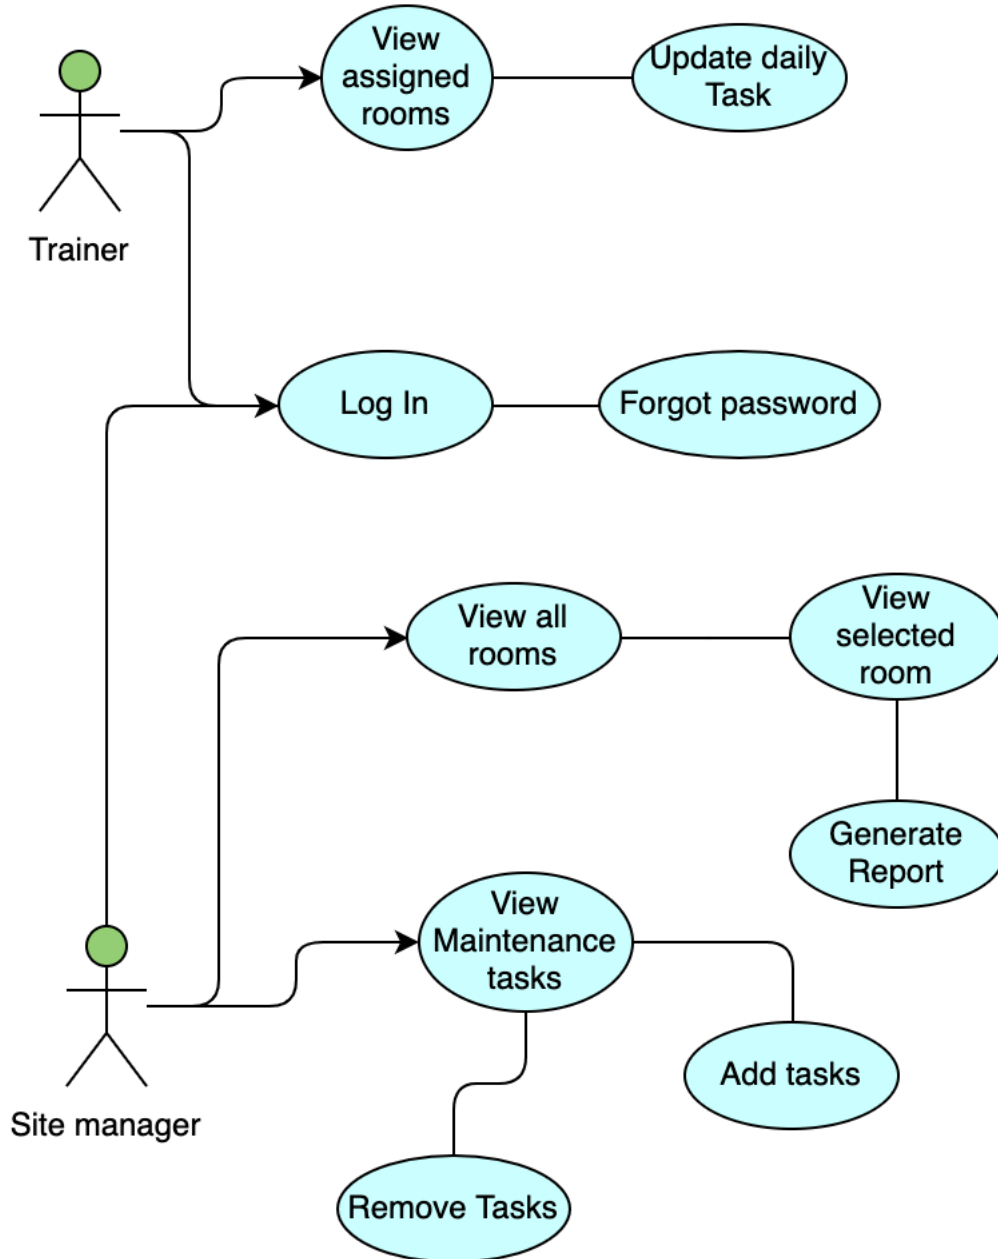 View
assigned
rooms
Update daily
Task
Trainer
Log In
Forgot password
View all
rooms
View
selected
room
Generate
Report
View
Maintenance
tasks
Add tasks
Site manager
Remove Tasks